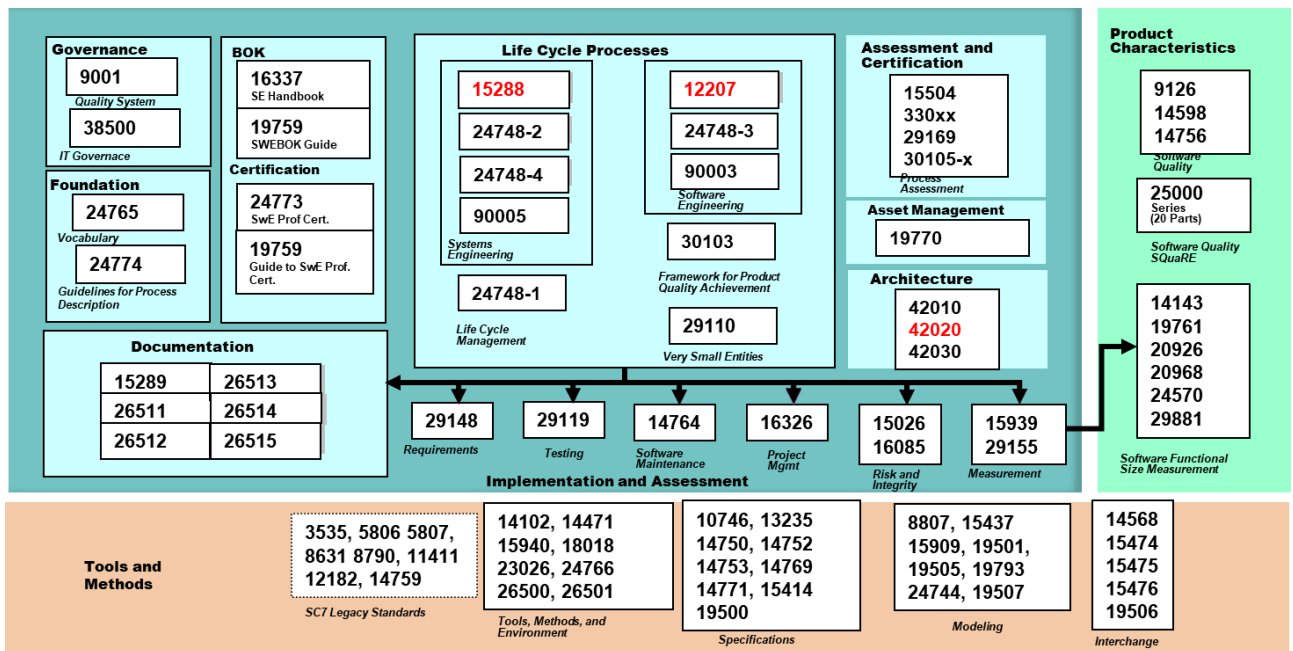 Governance
9001
Quality System
38500
IT Governace
Foundation
24765
Vocabulary
24774
Guidelines for Process
Description
BOK
16337
SE Handbook
19759
SWEBOK Guide
Certification
24773
SwE Prof Cert.
19759
Guide to SwE Prof.
Cert.
Life Cycle Processes
15288
24748-2
24748-4
90005
Systems
Engineering
24748-1
Life Cycle
Management
12207
24748-3
90003
Software
Engineering
30103
Framework for Product
Quality Achievement
29110
Very Small Entities
Assessment and
Certification
15504
330xx
29169
30105-x
Process
Assessment
Asset Management
19770
Architecture
42010
42020
42030
Product
Characteristics
9126
14598
14756
Software
Quality
25000
Series
(20 Parts)
Software Quality
SQuaRE
14143
19761
20926
20968
24570
29881
Software Functional
Size Measurement
Documentation
15289 26513
26511 26514
26512 26515
29148
Requirements
29119
Testing
14764
Software
Maintenance
16326
Project
Mgmt
15026
16085
Risk and
Integrity
15939
29155
Measurement
Implementation and Assessment
Tools and
Methods
3535, 5806 5807,
8631 8790, 11411
12182, 14759
SC7 Legacy Standards
14102, 14471
15940, 18018
23026, 24766
26500, 26501
Tools, Methods, and
Environment
10746, 13235
14750, 14752
14753, 14769
14771, 15414
19500
Specifications
8807, 15437
15909, 19501,
19505, 19793
24744, 19507
Modeling
14568
15474
15475
15476
19506
Interchange